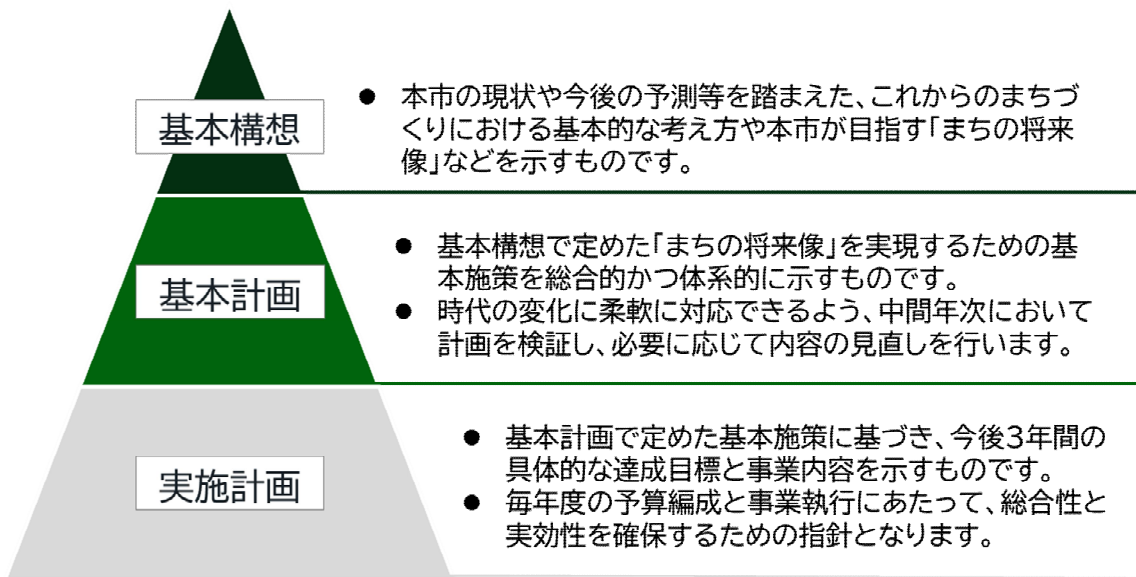 基本構想
● 本市の現状や今後の予測等を踏まえた、これからのまちづ
くりにおける基本的な考え方や本市が目指す「まちの将来
像」などを示すものです。
基本計画
● 基本構想で定めた「まちの将来像」を実現するための基
本施策を総合的かつ体系的に示すものです。
● 時代の変化に柔軟に対応できるよう、中間年次において
計画を検証し、必要に応じて内容の見直しを行います。
実施計画
● 基本計画で定めた基本施策に基づき、今後3年間の
具体的な達成目標と事業内容を示すものです。
● 毎年度の予算編成と事業執行にあたって、総合性と
実効性を確保するための指針となります。